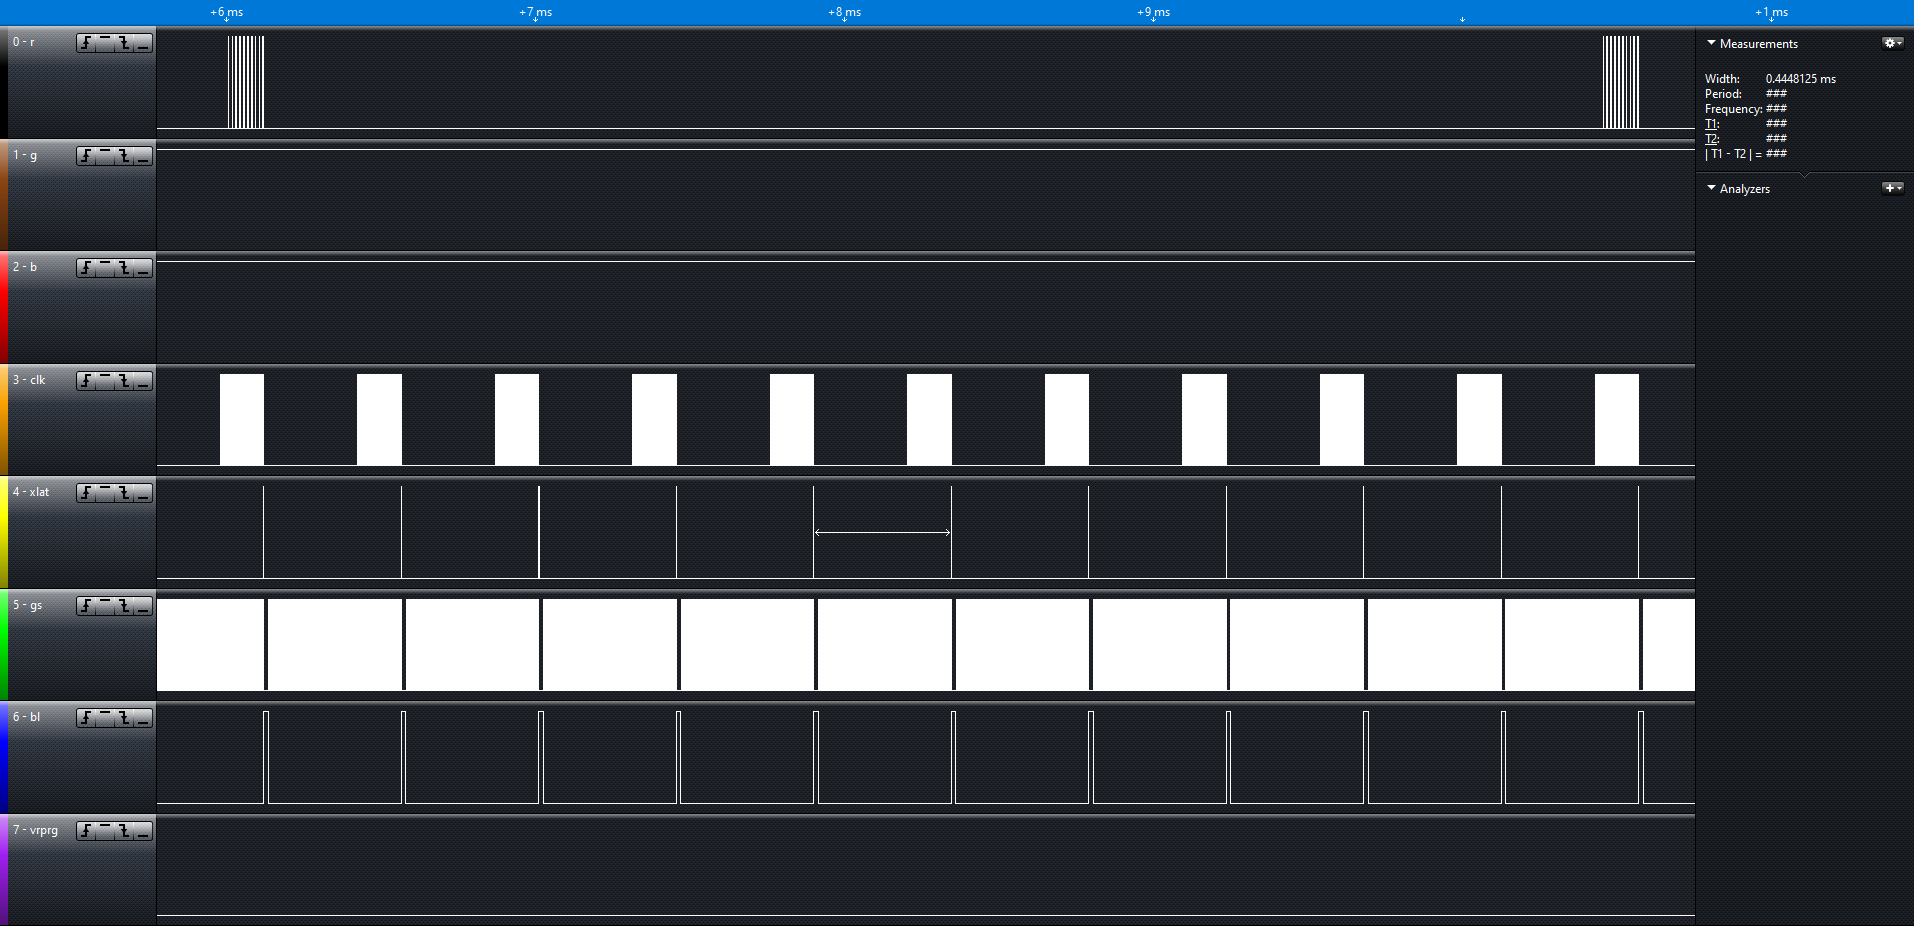 +6 ms +7 ms +8 ms +9 ms +1 ms
0 - r
1 - g
2 - b
3 - clk
4 - xlat
5 - gs
6 - bl
7 - vrprg
Measurements
Width: 0.4448125 ms
Period: ###
Frequency: ###
T1: ###
T2: ###
| T1 - T2 | = ###
Analyzers